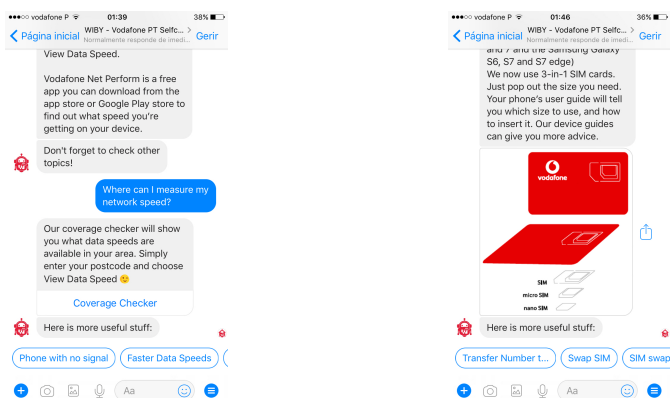 vodafone P 01:39 38%
Página inicial
WIBY - Vodafone PT Selfc...
Normalmente responde de imedi...
Gerir
View Data Speed.
Vodafone Net Perform is a free
app you can download from the
app store or Google Play store to
find out what speed you're
getting on your device.
Don't forget to check other
topics!
Where can I measure my
network speed?
Our coverage checker will show
you what data speeds are
available in your area. Simply
enter your postcode and choose
View Data Speed
Coverage Checker
Here is more useful stuff:
Phone with no signal
Faster Data Speeds
Aa
vodafone P 01:46 36%
Página inicial
WIBY - Vodafone PT Selfc...
Normalmente responde de imedi...
Gerir
and 7 and the Samsung Galaxy
S6, S7 and S7 edge)
We now use 3-in-1 SIM cards.
Just pop out the size you need.
Your phone's user guide will tell
you which size to use, and how
to insert it. Our device guides
can give you more advice.
vodafone
SIM
micro SIM
nano SIM
Here is more useful stuff:
Transfer Number t...
Swap SIM
SIM swap
Aa